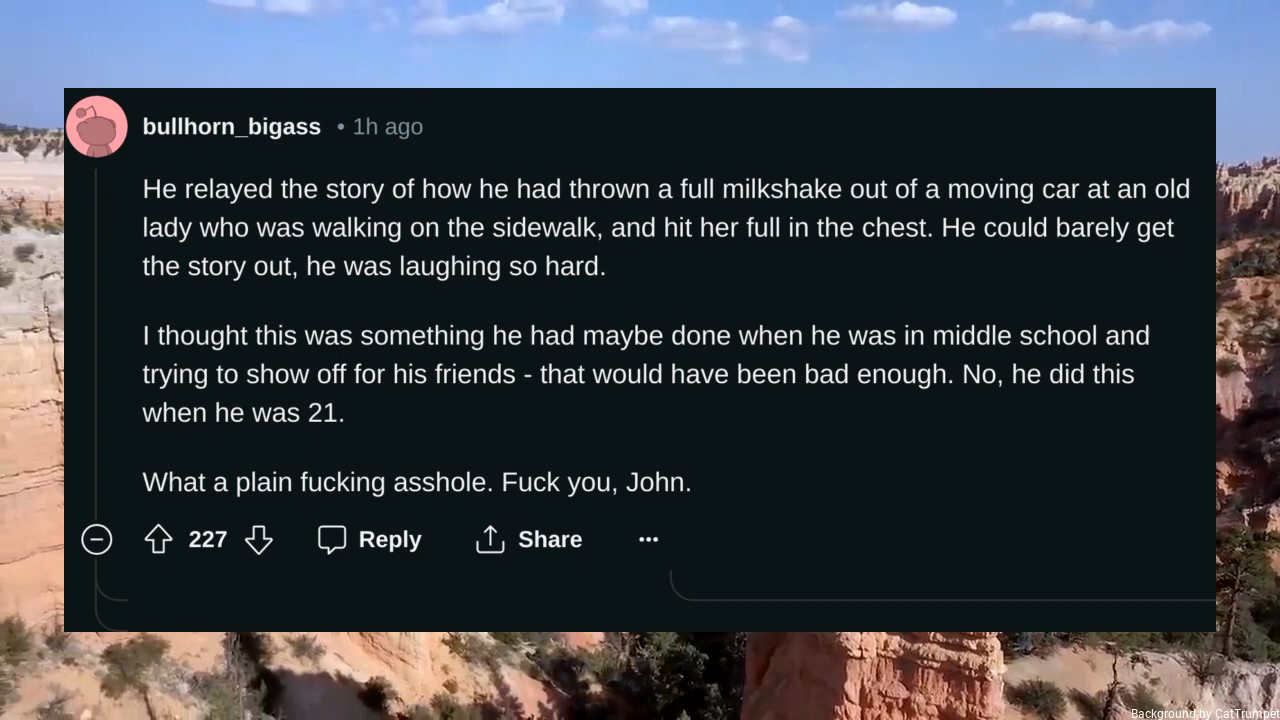 bullhorn_bigass • 1h ago
He relayed the story of how he had thrown a full milkshake out of a moving car at an old
lady who was walking on the sidewalk, and hit her full in the chest. He could barely get
the story out, he was laughing so hard.
I thought this was something he had maybe done when he was in middle school and
trying to show off for his friends - that would have been bad enough. No, he did this
when he was 21.
What a plain fucking asshole. Fuck you, John.
227 Reply Share ···
Background by CatTrumpet